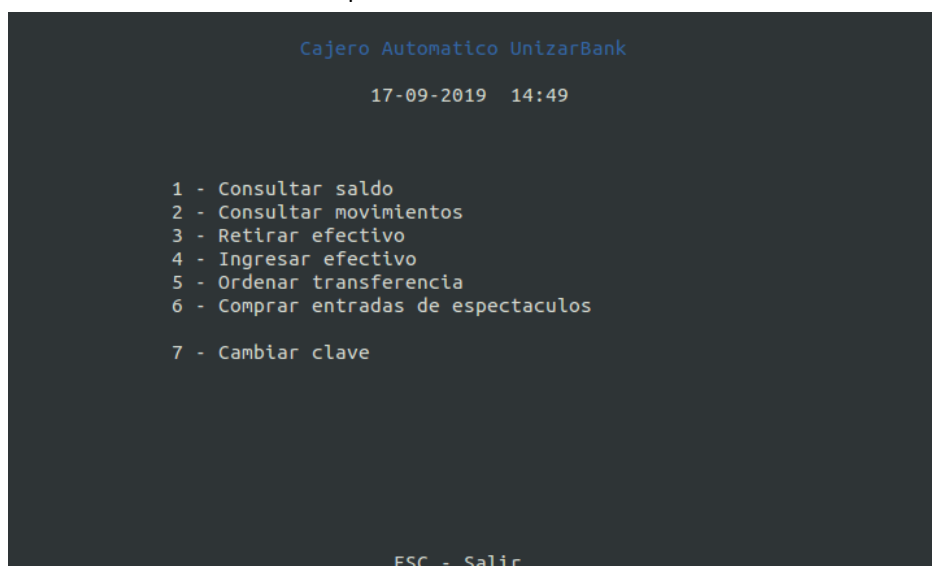 Cajero Automatico UnizarBank
17-09-2019 14:49
1 - Consultar saldo
2 - Consultar movimientos
3 - Retirar efectivo
4 - Ingresar efectivo
5 - Ordenar transferencia
6 - Comprar entradas de espectaculos
7 - Cambiar clave
ESC - Salir